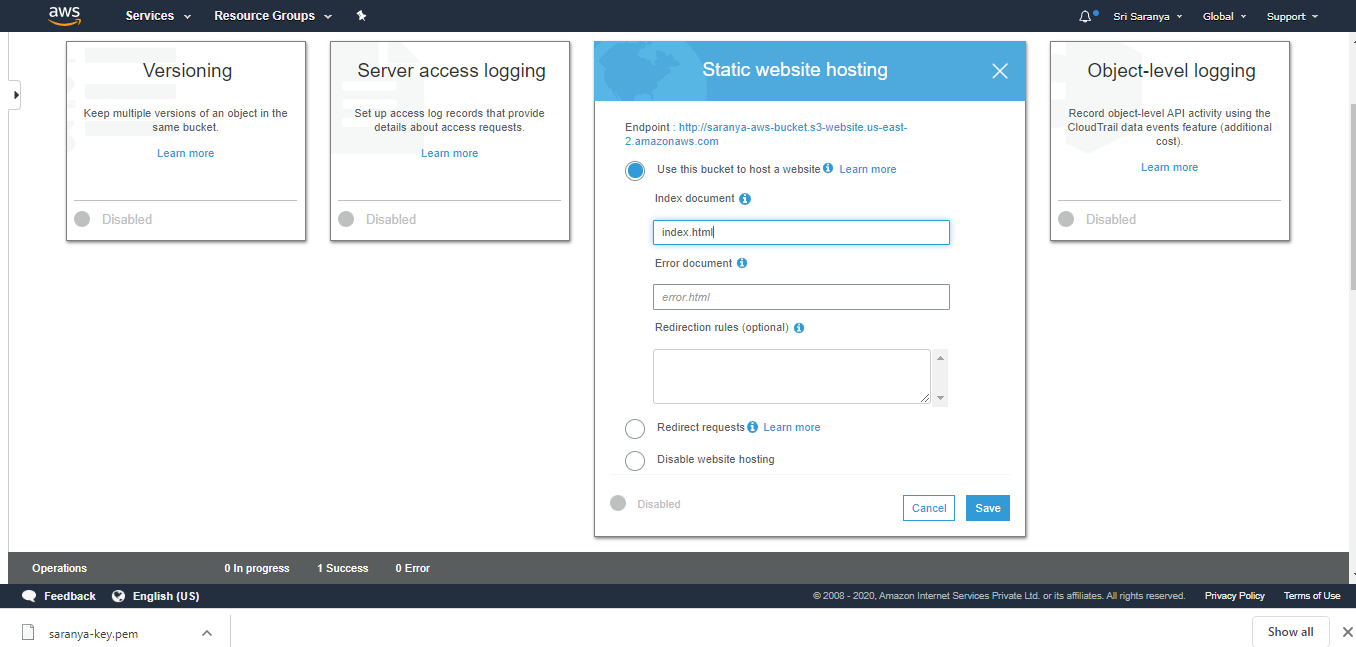 aws
Services
Resource Groups
Sri Saranya
Global
Support
Versioning
Keep multiple versions of an object in the
same bucket.
Learn more
Disabled
Server access logging
Set up access log records that provide
details about access requests.
Learn more
Disabled
Static website hosting
Endpoint : http://saranya-aws-bucket.s3-website.us-east-
2.amazonaws.com
Use this bucket to host a website Learn more
Index document
index.html
Error document
error.html
Redirection rules (optional)
Redirect requests Learn more
Disable website hosting
Disabled
Cancel
Save
Object-level logging
Record object-level API activity using the
CloudTrail data events feature (additional
cost).
Learn more
Disabled
Operations
0 In progress
1 Success
0 Error
Feedback
English (US)
© 2008 - 2020, Amazon Internet Services Private Ltd. or its affiliates. All rights reserved.
Privacy Policy
Terms of Use
saranya-key.pem
Show all